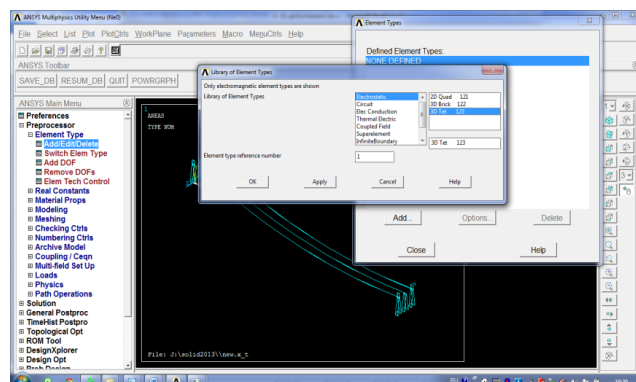 ANSYS Multiphysics Utility Menu (file0)
File Select List Plot PlotCtrls WorkPlane Parameters Macro MenuCtrls Help
ANSYS Toolbar
SAVE_DB RESUM_DB QUIT POWRGRPH
ANSYS Main Menu
Preferences
Preprocessor
Element Type
Add/Edit/Delete
Switch Elem Type
Add DOF
Remove DOFs
Elem Tech Control
Real Constants
Material Props
Modeling
Meshing
Checking Ctrls
Numbering Ctrls
Archive Model
Coupling / Ceqn
Multi-field Set Up
Loads
Physics
Path Operations
Solution
General Postproc
TimeHist Postpro
Topological Opt
ROM Tool
DesignXplorer
Design Opt
Prob Design
1
AREAS
TYPE NUM
File: J:\solid2013\\new.x_t
Element Types
Defined Element Types:
NONE DEFINED
Add... Options... Delete
Close Help
Library of Element Types
Only electromagnetic element types are shown
Library of Element Types
Electrostatic
Circuit
Elec Conduction
Thermal Electric
Coupled Field
Superelement
InfiniteBoundary
2D Quad 121
3D Brick 122
3D Tet 123
3D Tet 123
Element type reference number
1
OK Apply Cancel Help
1
3